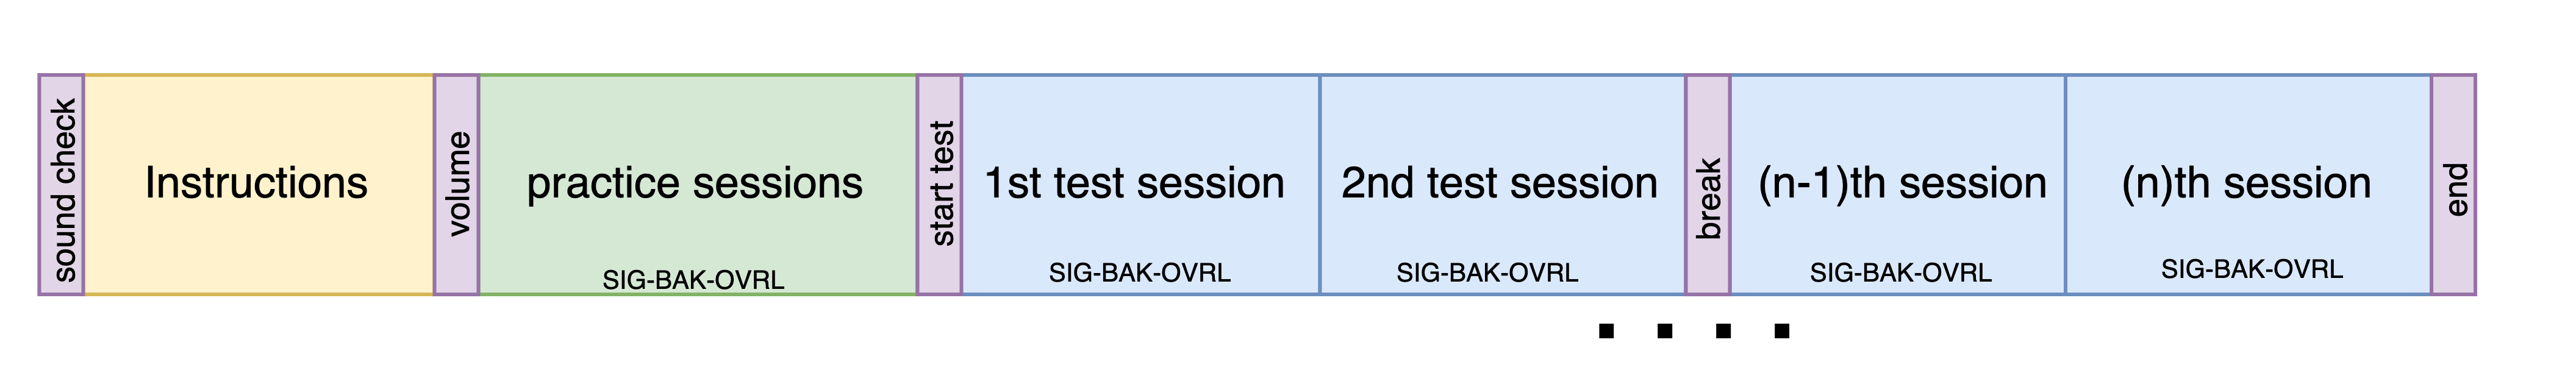 sound check
Instructions
volume
practice sessions
SIG-BAK-OVRL
start test
1st test session
SIG-BAK-OVRL
2nd test session
SIG-BAK-OVRL
break
(n-1)th session
SIG-BAK-OVRL
(n)th session
SIG-BAK-OVRL
end
. . . .